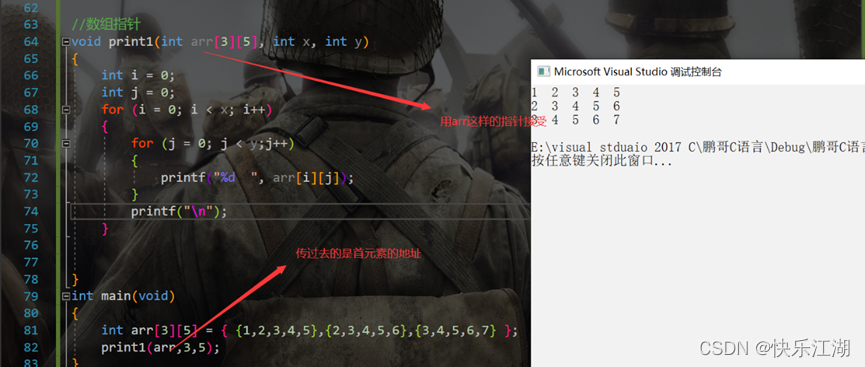 62
63 //数组指针
64 void print1(int arr[3][5], int x, int y)
65 {
66 int i = 0;
67 int j = 0;
68 for (i = 0; i < x; i++)
69 {
70 for (j = 0; j < y;j++)
71 {
72 printf("%d  ", arr[i][j]);
73 }
74 printf("\n");
75 }
76
77
78 }
79 int main(void)
80 {
81 int arr[3][5] = { {1,2,3,4,5},{2,3,4,5,6},{3,4,5,6,7} };
82 print1(arr,3,5);
83 }
用arr这样的指针接受
传过去的是首元素的地址
Microsoft Visual Studio 调试控制台
1 2 3 4 5
2 3 4 5 6
3 4 5 6 7
E:\visual stduaio 2017 C\鹏哥C语言\Debug\鹏哥C语言
按任意键关闭此窗口...
CSDN @快乐江湖